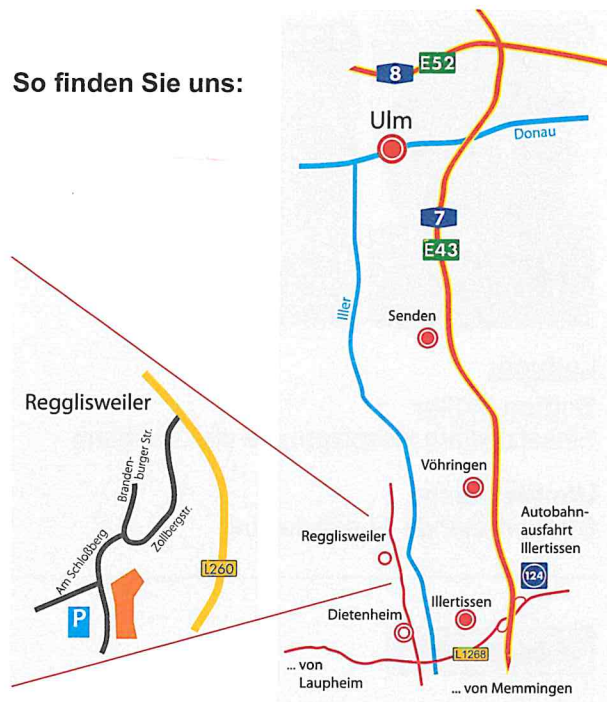 So finden Sie uns:
8
E52
Ulm
Donau
7
E43
Iller
Senden
Regglisweiler
Branden-
burger Str.
Zollbergstr.
Am Schloßberg
L260
P
Vöhringen
Autobahn-
ausfahrt
Illertissen
124
Regglisweiler
Illertissen
Dietenheim
L1268
... von
Laupheim
... von Memmingen